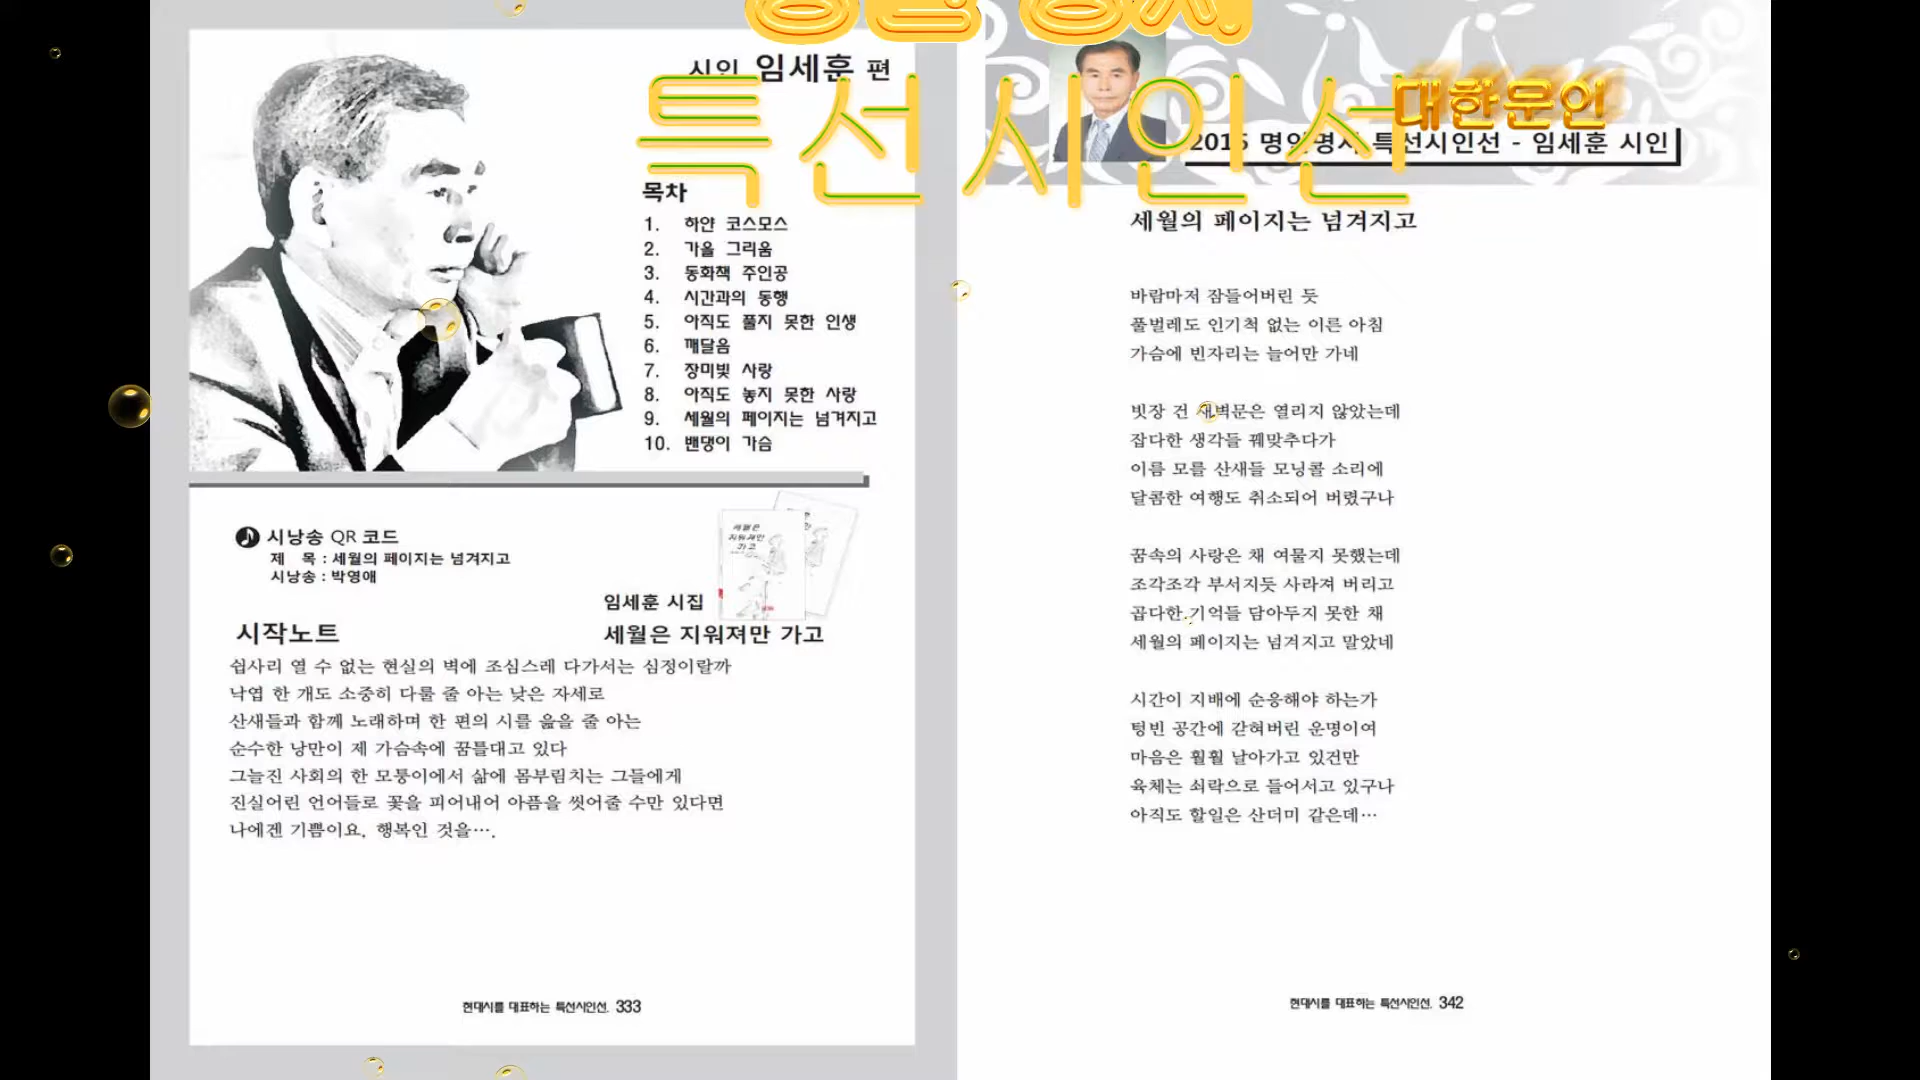 특선시인선
대한문인
시인 임세훈 편
목차
1. 하얀 코스모스
2. 가을 그리움
3. 동화책 주인공
4. 시간과의 동행
5. 아직도 풀지 못한 인생
6. 깨달음
7. 장미빛 사랑
8. 아직도 놓지 못한 사랑
9. 세월의 페이지는 넘겨지고
10. 밴댕이 가슴
시낭송 QR 코드
제 목 : 세월의 페이지는 넘겨지고
시낭송 : 박영애
세월은
지워져만
가고
임세훈 시집
세월은 지워져만 가고
시작노트
쉽사리 열 수 없는 현실의 벽에 조심스레 다가서는 심정이랄까
낙엽 한 개도 소중히 다룰 줄 아는 낮은 자세로
산새들과 함께 노래하며 한 편의 시를 읊을 줄 아는
순수한 낭만이 제 가슴속에 꿈틀대고 있다
그늘진 사회의 한 모퉁이에서 삶에 몸부림치는 그들에게
진실어린 언어들로 꽃을 피어내어 아픔을 씻어줄 수만 있다면
나에겐 기쁨이요, 행복인 것을….
현대시를 대표하는 특선시인선. 333
2015 명인명시 특선시인선 - 임세훈 시인
세월의 페이지는 넘겨지고
바람마저 잠들어버린 듯
풀벌레도 인기척 없는 이른 아침
가슴에 빈자리는 늘어만 가네
빗장 건 새벽문은 열리지 않았는데
잡다한 생각들 꿰맞추다가
이름 모를 산새들 모닝콜 소리에
달콤한 여행도 취소되어 버렸구나
꿈속의 사랑은 채 여물지 못했는데
조각조각 부서지듯 사라져 버리고
곱다한 기억들 담아두지 못한 채
세월의 페이지는 넘겨지고 말았네
시간이 지배에 순응해야 하는가
텅빈 공간에 갇혀버린 운명이여
마음은 훨훨 날아가고 있건만
육체는 쇠락으로 들어서고 있구나
아직도 할일은 산더미 같은데…
현대시를 대표하는 특선시인선. 342